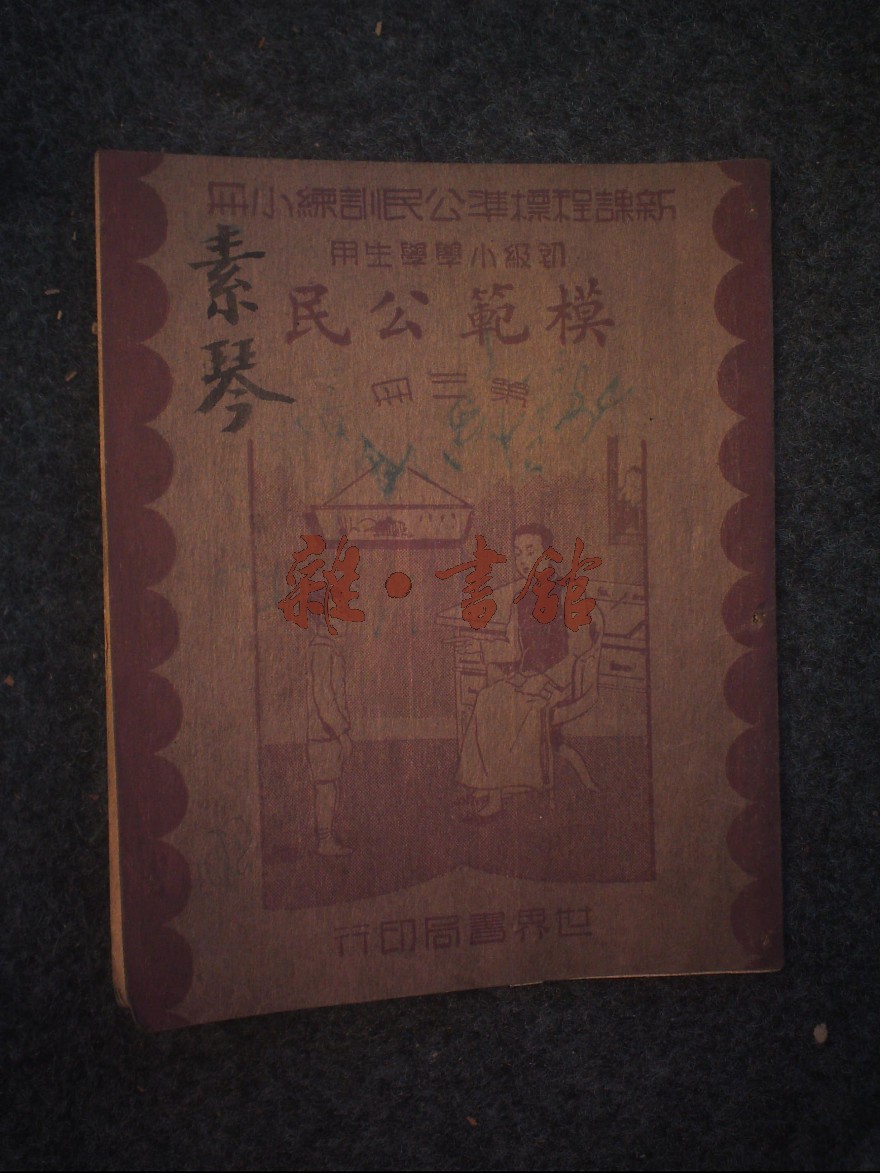 新課程標準公民訓練小冊
初級小學學生用
模範公民
第三冊
素琴
雜·書館
世界書局印行